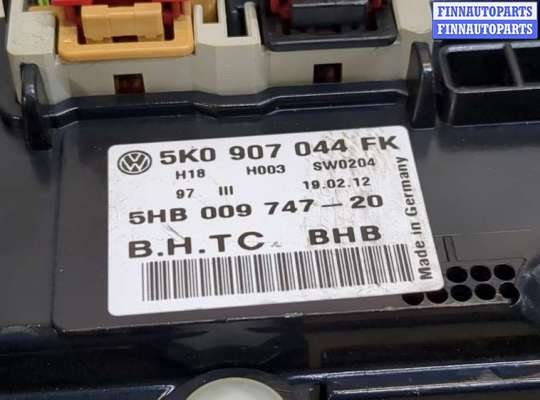 FINNAUTOPARTS
FINNAUTOPARTS
5K0 907 044 FK
H18 H003 SW0204
97 III 19.02.12
5HB 009 747-20
B.H.TC BHB
Made in Germany